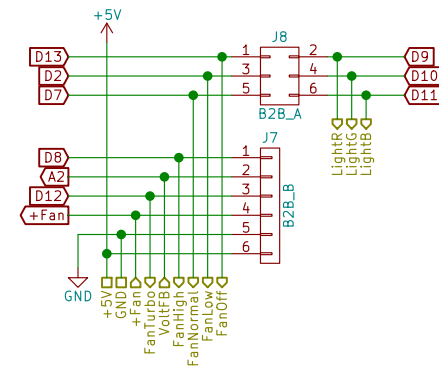 +5V
J8
D13 1 2 D9
D2 3 4 D10
D7 5 6 D11
B2B_A
LightR
LightG
LightB
J7
D8 1
A2 2
D12 3
+Fan 4
5
6
B2B_B
GND
+5V
GND
+Fan
FanTurbo
VoltFB
FanHigh
FanNormal
FanLow
FanOff